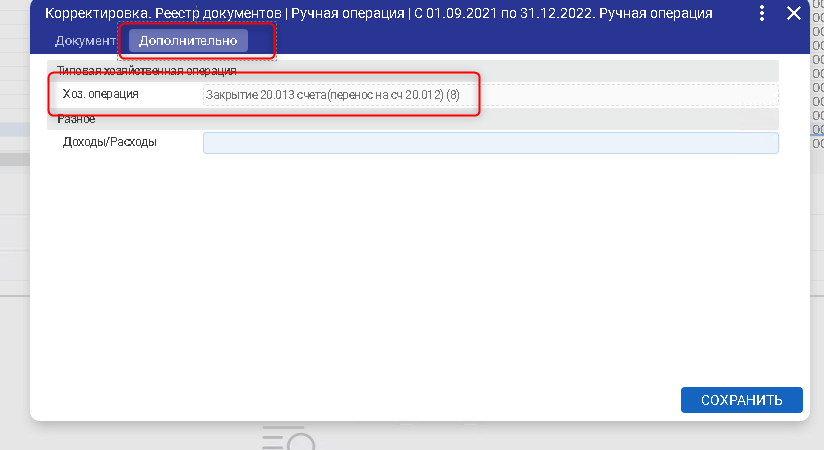 Корректировка. Реестр документов | Ручная операция | С 01.09.2021 по 31.12.2022. Ручная операция
Документ Дополнительно
Типовая хозяйственная операция
Хоз. операция Закрытие 20.013 счета(перенос на сч 20.012) (8)
Разное
Доходы/Расходы
СОХРАНИТЬ